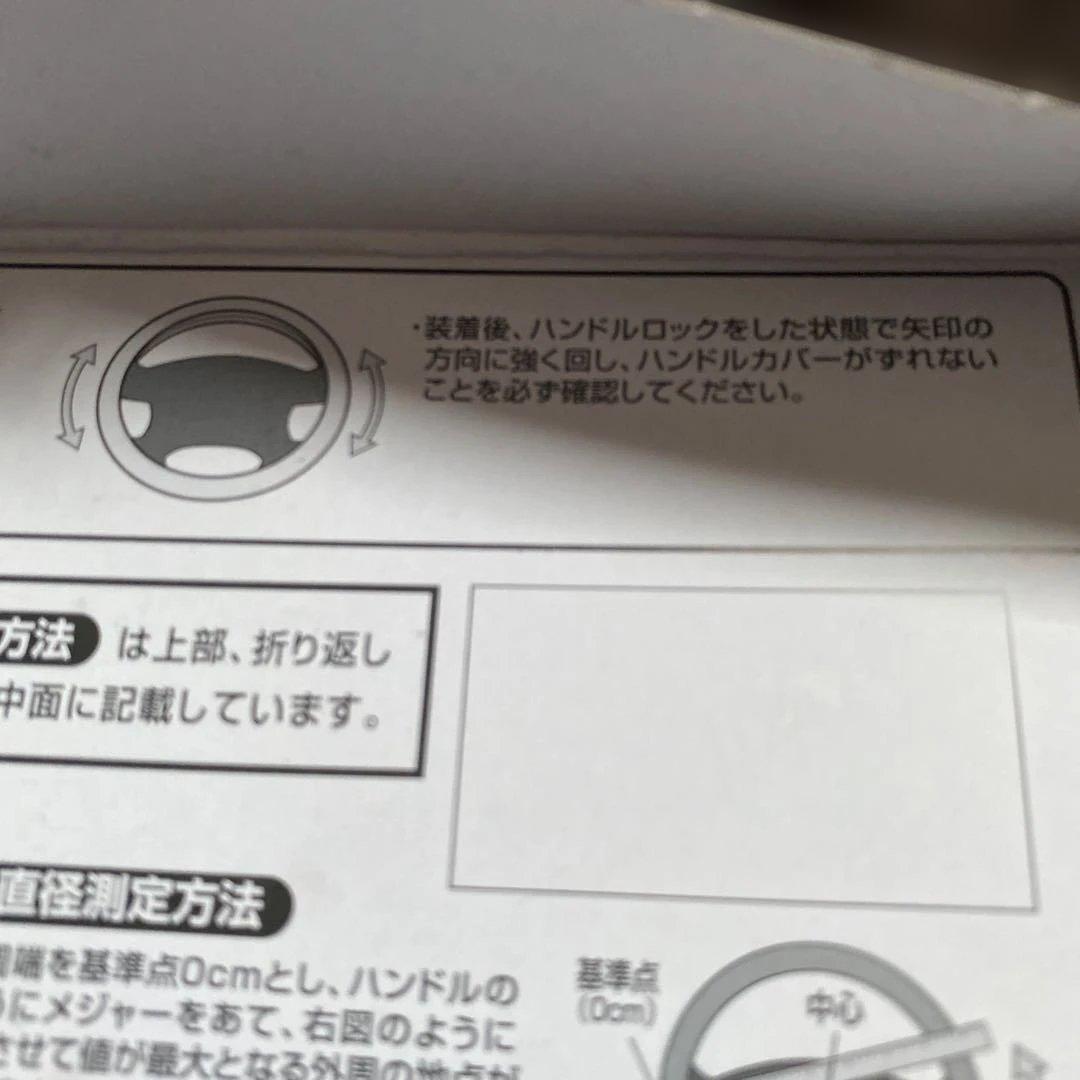 ・装着後、ハンドルロックをした状態で矢印の
方向に強く回し、ハンドルカバーがずれない
ことを必ず確認してください。
方法 は上部、折り返し
中面に記載しています。
直径測定方法
端を基準点0cmとし、ハンドルの
うにメジャーをあて、右図のように
させて値が最大となる外周の地点が
基準点
(0cm)
中心